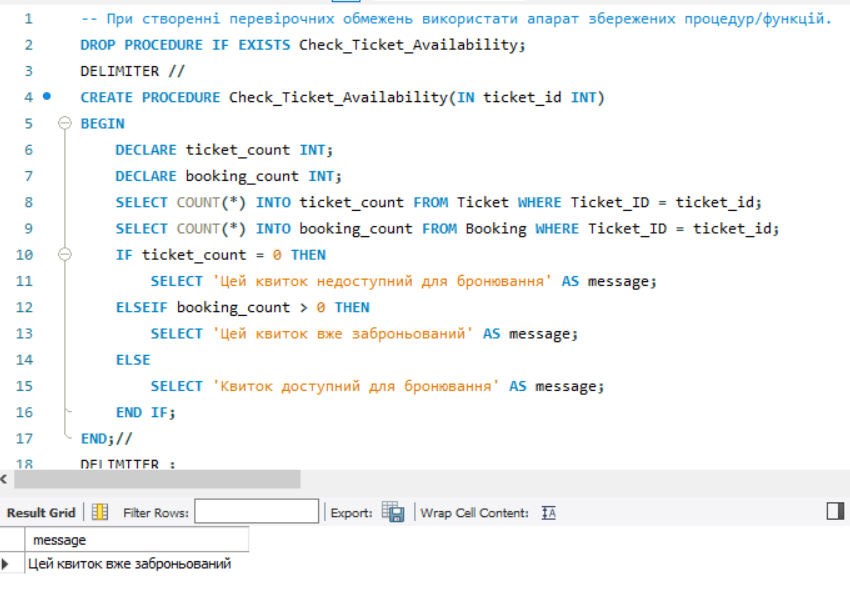 1 -- При створенні перевірочних обмежень використати апарат збережених процедур/функцій.
2 DROP PROCEDURE IF EXISTS Check_Ticket_Availability;
3 DELIMITER //
4 CREATE PROCEDURE Check_Ticket_Availability(IN ticket_id INT)
5 BEGIN
6 DECLARE ticket_count INT;
7 DECLARE booking_count INT;
8 SELECT COUNT(*) INTO ticket_count FROM Ticket WHERE Ticket_ID = ticket_id;
9 SELECT COUNT(*) INTO booking_count FROM Booking WHERE Ticket_ID = ticket_id;
10 IF ticket_count = 0 THEN
11 SELECT 'Цей квиток недоступний для бронювання' AS message;
12 ELSEIF booking_count > 0 THEN
13 SELECT 'Цей квиток вже заброньований' AS message;
14 ELSE
15 SELECT 'Квиток доступний для бронювання' AS message;
16 END IF;
17 END;//
18 DELIMITER ;
Result Grid Filter Rows: Export: Wrap Cell Content:
message
Цей квиток вже заброньований